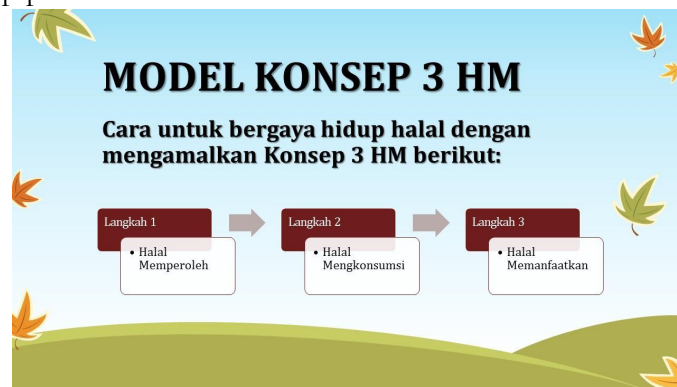 MODEL KONSEP 3 HM
Cara untuk bergaya hidup halal dengan
mengamalkan Konsep 3 HM berikut:
Langkah 1
• Halal
Memperoleh
Langkah 2
• Halal
Mengkonsumsi
Langkah 3
• Halal
Memanfaatkan